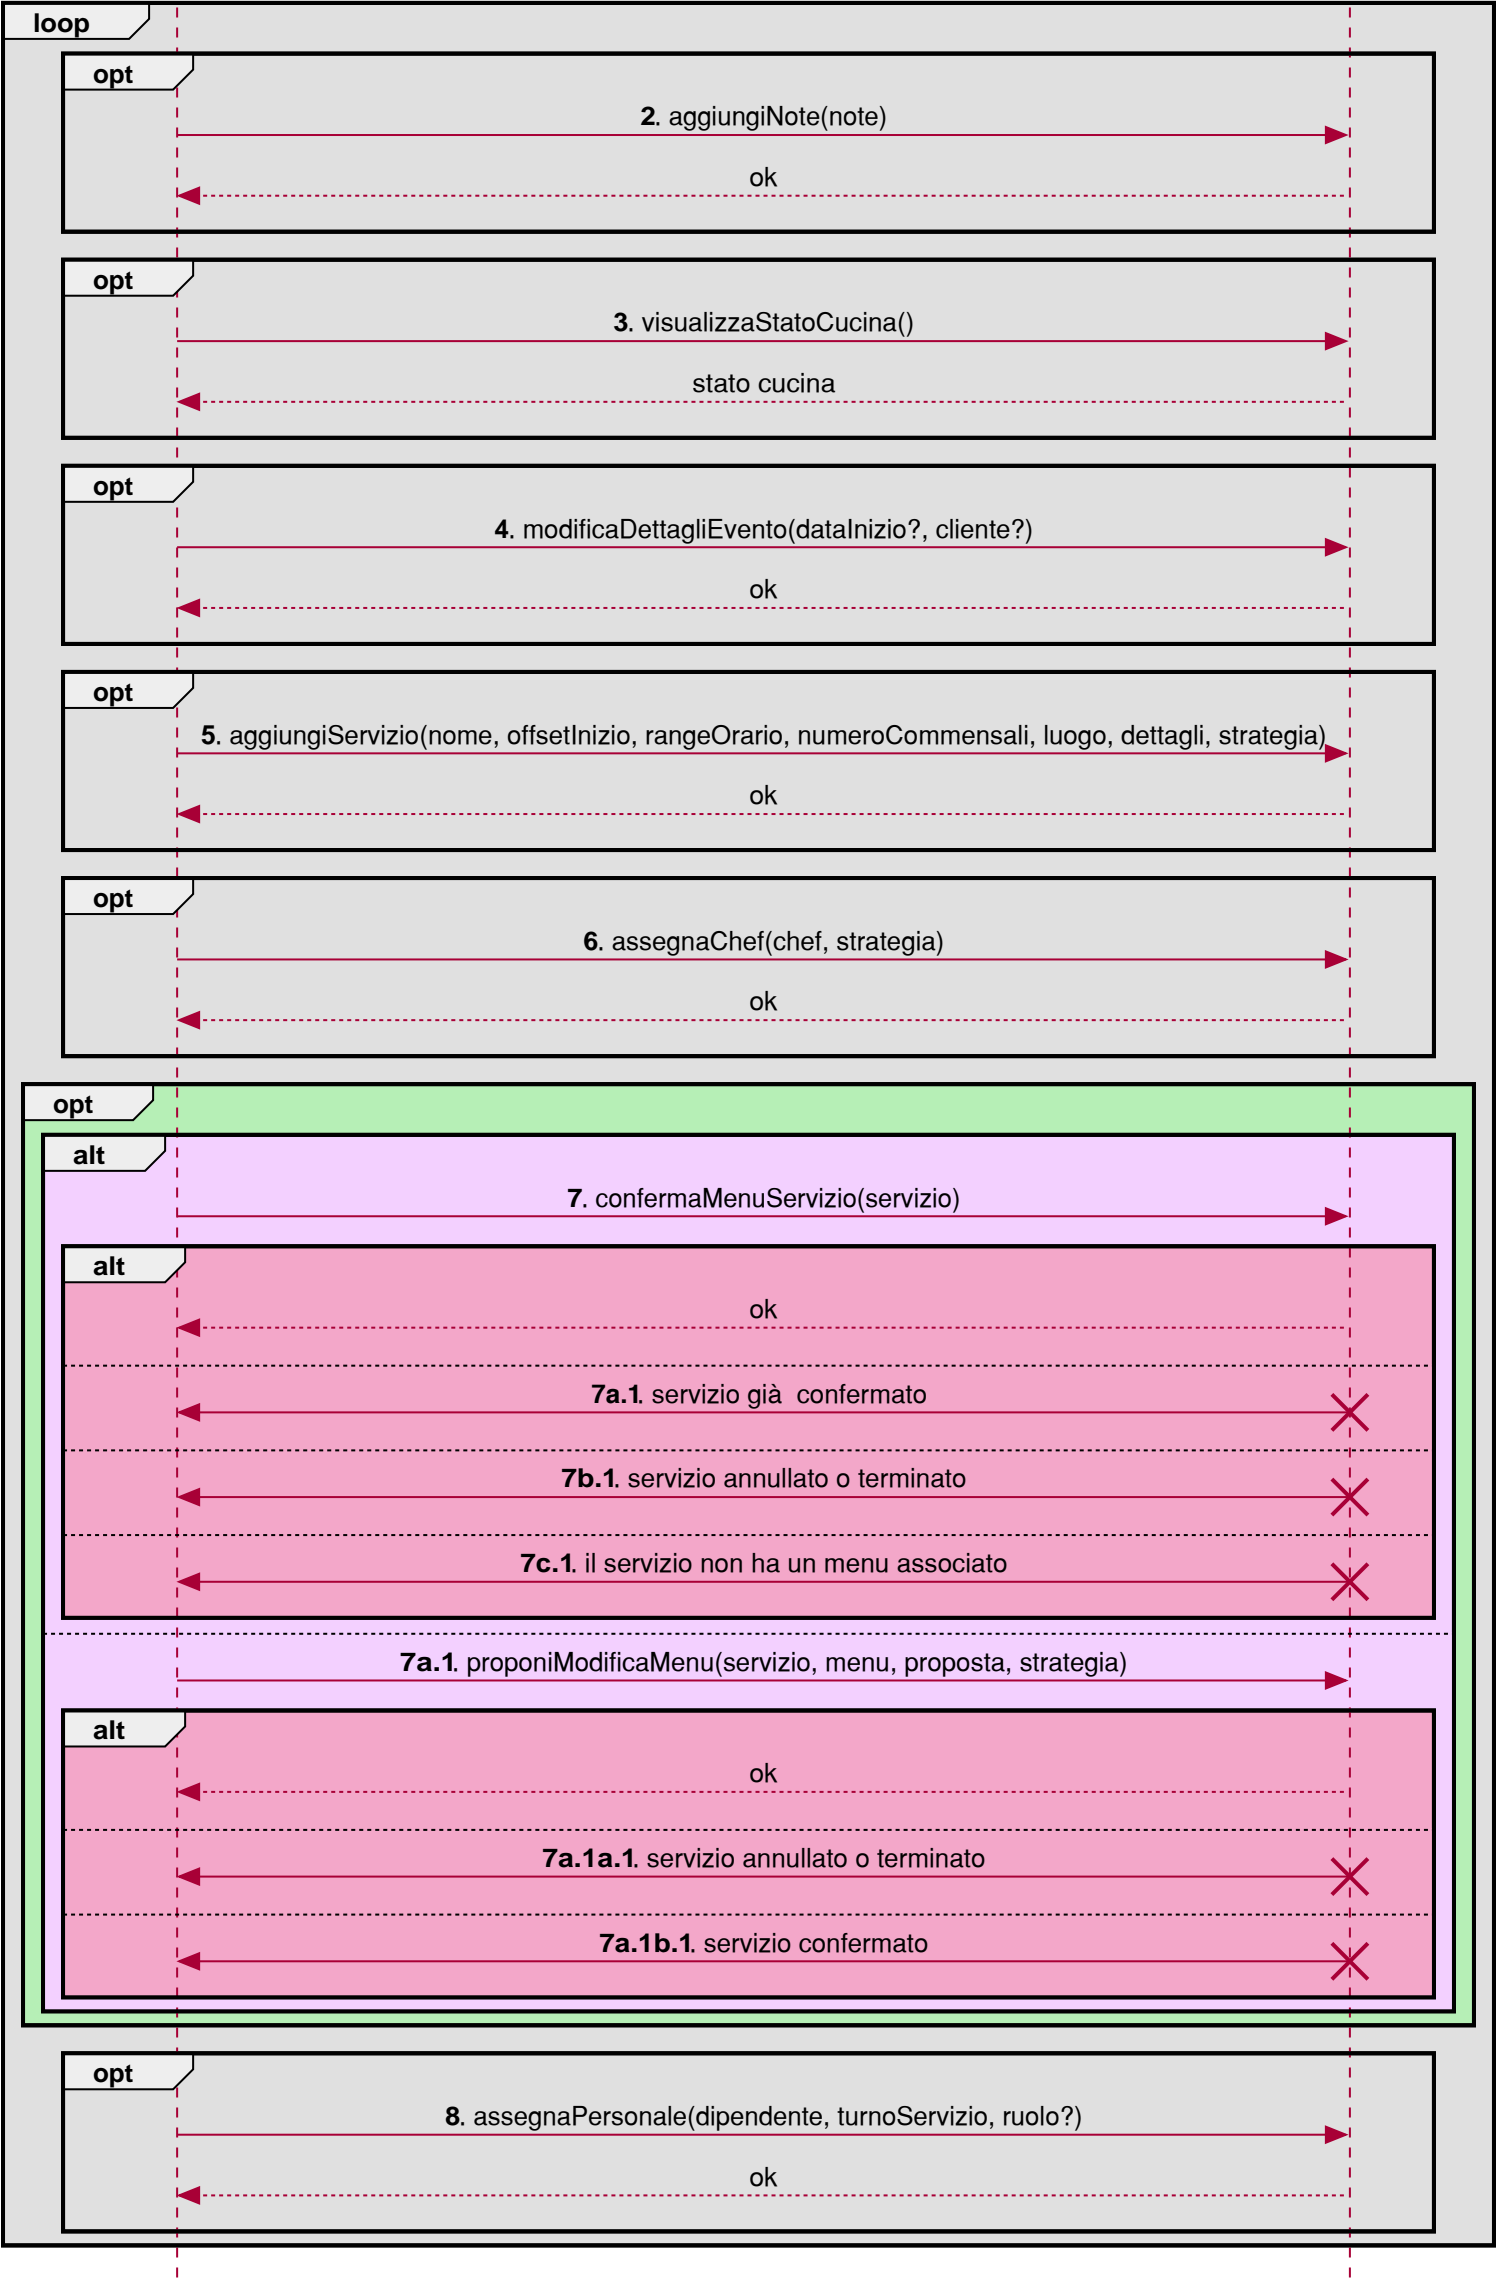 loop
opt
2. aggiungiNote(note)
ok
opt
3. visualizzaStatoCucina()
stato cucina
opt
4. modificaDettagliEvento(dataInizio?, cliente?)
ok
opt
5. aggiungiServizio(nome, offsetInizio, rangeOrario, numeroCommensali, luogo, dettagli, strategia)
ok
opt
6. assegnaChef(chef, strategia)
ok
opt
alt
7. confermaMenuServizio(servizio)
alt
ok
7a.1. servizio già  confermato
7b.1. servizio annullato o terminato
7c.1. il servizio non ha un menu associato
7a.1. proponiModificaMenu(servizio, menu, proposta, strategia)
alt
ok
7a.1a.1. servizio annullato o terminato
7a.1b.1. servizio confermato
opt
8. assegnaPersonale(dipendente, turnoServizio, ruolo?)
ok